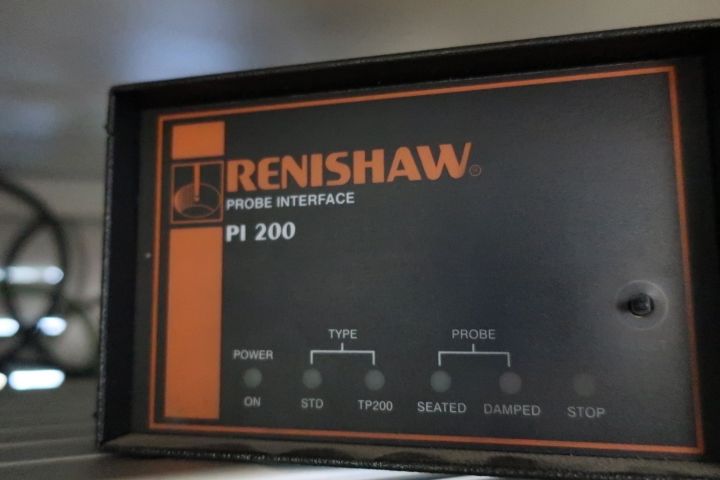 RENISHAW®
PROBE INTERFACE
PI 200
TYPE
PROBE
POWER
ON
STD
TP200
SEATED
DAMPED
STOP